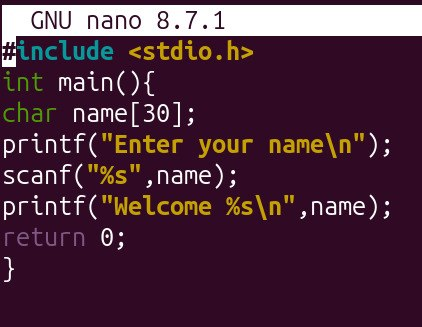 GNU nano 8.7.1
#include <stdio.h>
int main(){
char name[30];
printf("Enter your name\n");
scanf("%s",name);
printf("Welcome %s\n",name);
return 0;
}